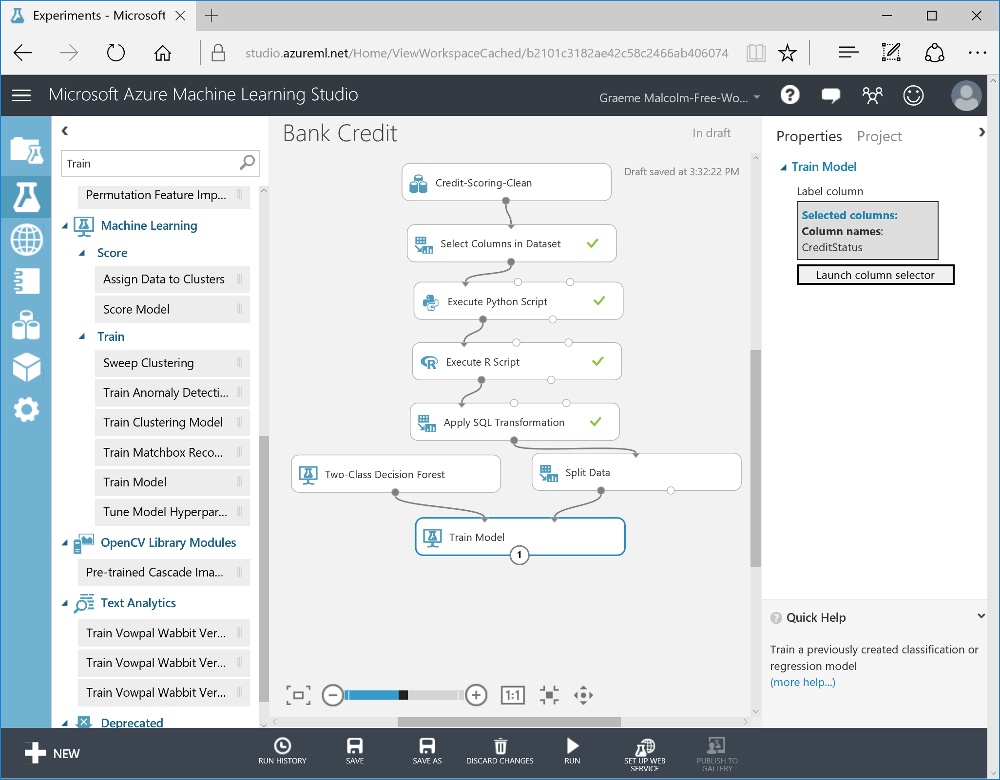 Experiments - Microsoft
studio.azureml.net/Home/ViewWorkspaceCached/b2101c3182ae42c58c2466ab406074
Microsoft Azure Machine Learning Studio
Graeme Malcolm-Free-Wo...
Train
Permutation Feature Imp...
Machine Learning
Score
Assign Data to Clusters
Score Model
Train
Sweep Clustering
Train Anomaly Detecti...
Train Clustering Model
Train Matchbox Reco...
Train Model
Tune Model Hyperpar...
OpenCV Library Modules
Pre-trained Cascade Ima...
Text Analytics
Train Vowpal Wabbit Ver...
Train Vowpal Wabbit Ver...
Train Vowpal Wabbit Ver...
Deprecated
Bank Credit
In draft
Draft saved at 3:32:22 PM
Credit-Scoring-Clean
Select Columns in Dataset
Execute Python Script
R Execute R Script
Apply SQL Transformation
Two-Class Decision Forest
Split Data
Train Model
1
1:1
Properties Project
Train Model
Label column
Selected columns:
Column names:
CreditStatus
Launch column selector
? Quick Help
Train a previously created classification or
regression model
(more help...)
NEW
RUN HISTORY
SAVE
SAVE AS
DISCARD CHANGES
RUN
SET UP WEB
SERVICE
PUBLISH TO
GALLERY